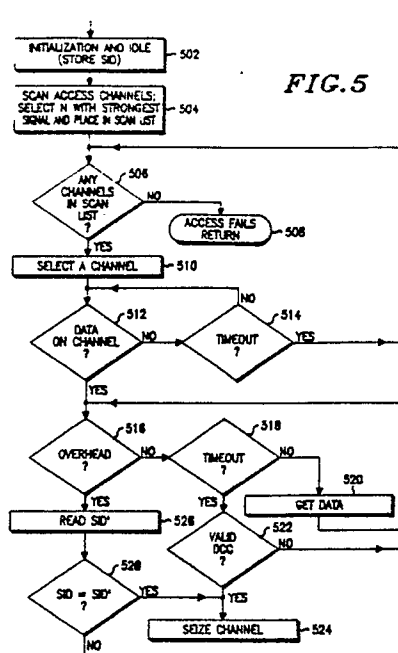 INITIALIZATION AND IDLE
(STORE SID)
502
FIG.5
SCAN ACCESS CHANNELS;
SELECT N WITH STRONGEST
SIGNAL AND PLACE IN SCAN LIST
504
ANY
CHANNELS
IN SCAN
LIST
?
506
NO
ACCESS FAILS
RETURN
508
YES
SELECT A CHANNEL
510
NO
DATA
ON CHANNEL
?
512
NO
TIMEOUT
?
514
YES
YES
OVERHEAD
?
516
NO
TIMEOUT
?
518
NO
520
GET DATA
YES
YES
READ SID'
526
VALID
DCC
?
522
NO
SID = SID'
?
528
YES
SEIZE CHANNEL
524
NO